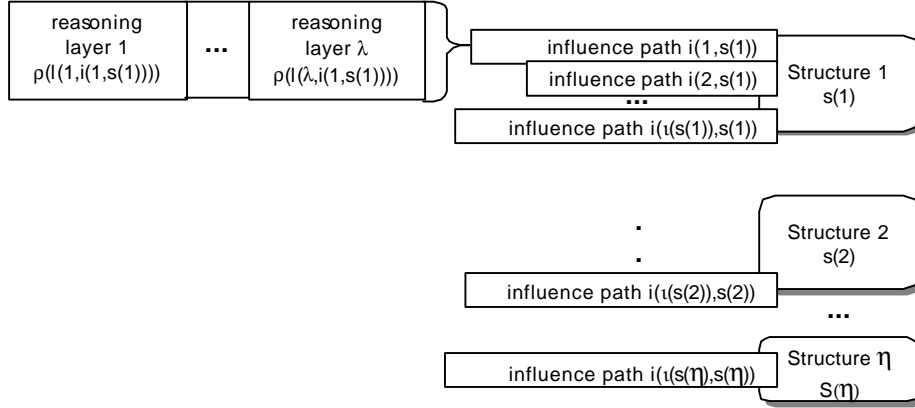 reasoning
layer 1
ρ(l(1,i(1,s(1))))
...
reasoning
layer λ
ρ(l(λ,i(1,s(1))))
influence path i(1,s(1))
influence path i(2,s(1))
...
influence path i(ι(s(1)),s(1))
Structure 1
s(1)
.
.
influence path i(ι(s(2)),s(2))
Structure 2
s(2)
...
influence path i(ι(s(η),s(η))
Structure η
S(η)